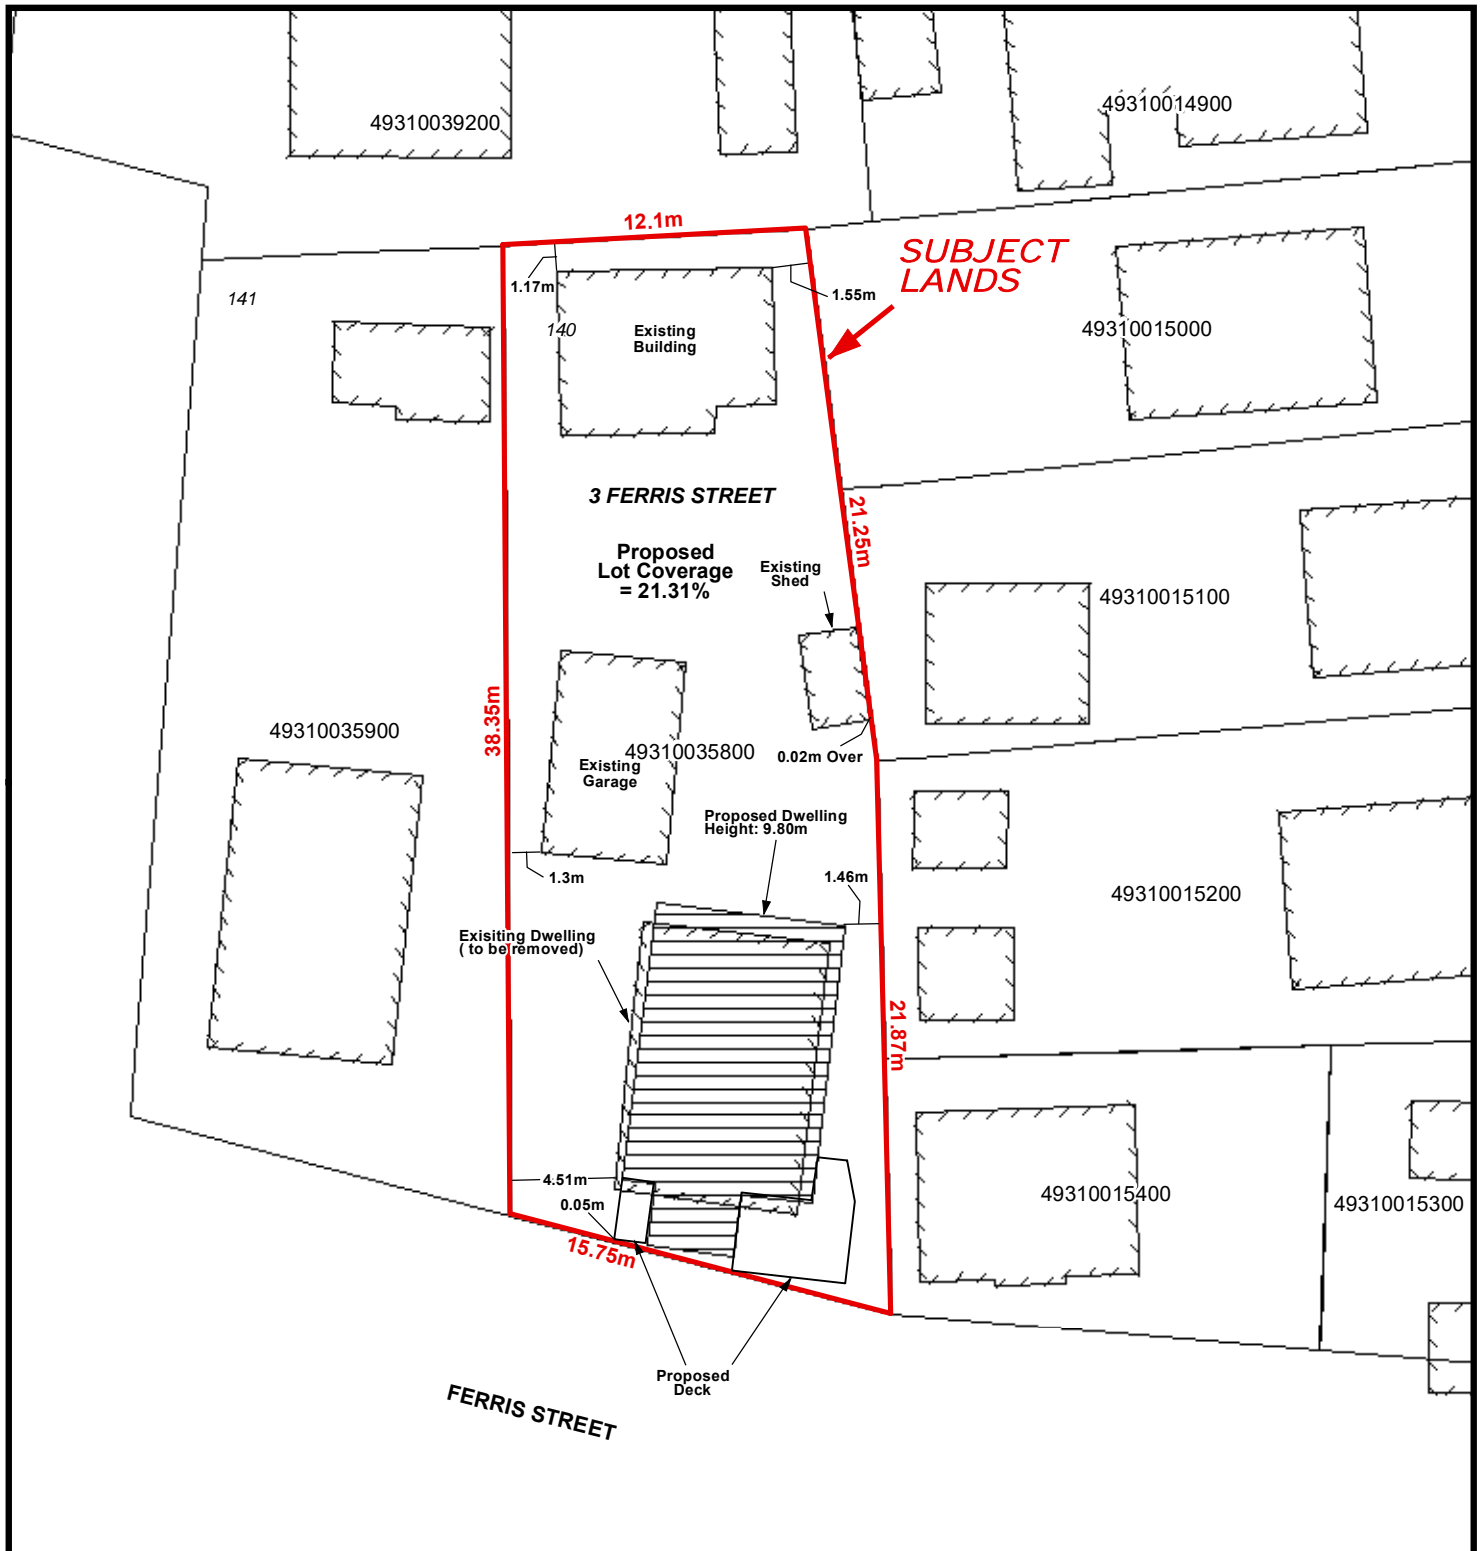 49310039200
49310014900
12.1m
SUBJECT
LANDS
141
1.17m
1.55m
140
Existing
Building
49310015000
3 FERRIS STREET
21.25m
Proposed
Lot Coverage
= 21.31%
Existing
Shed
49310015100
38.35m
49310035900
49310035800
0.02m Over
Existing
Garage
Proposed Dwelling
Height: 9.80m
1.3m
1.46m
49310015200
Exisiting Dwelling
( to be removed)
21.87m
4.51m
0.05m
49310015400
49310015300
15.75m
Proposed
Deck
FERRIS STREET